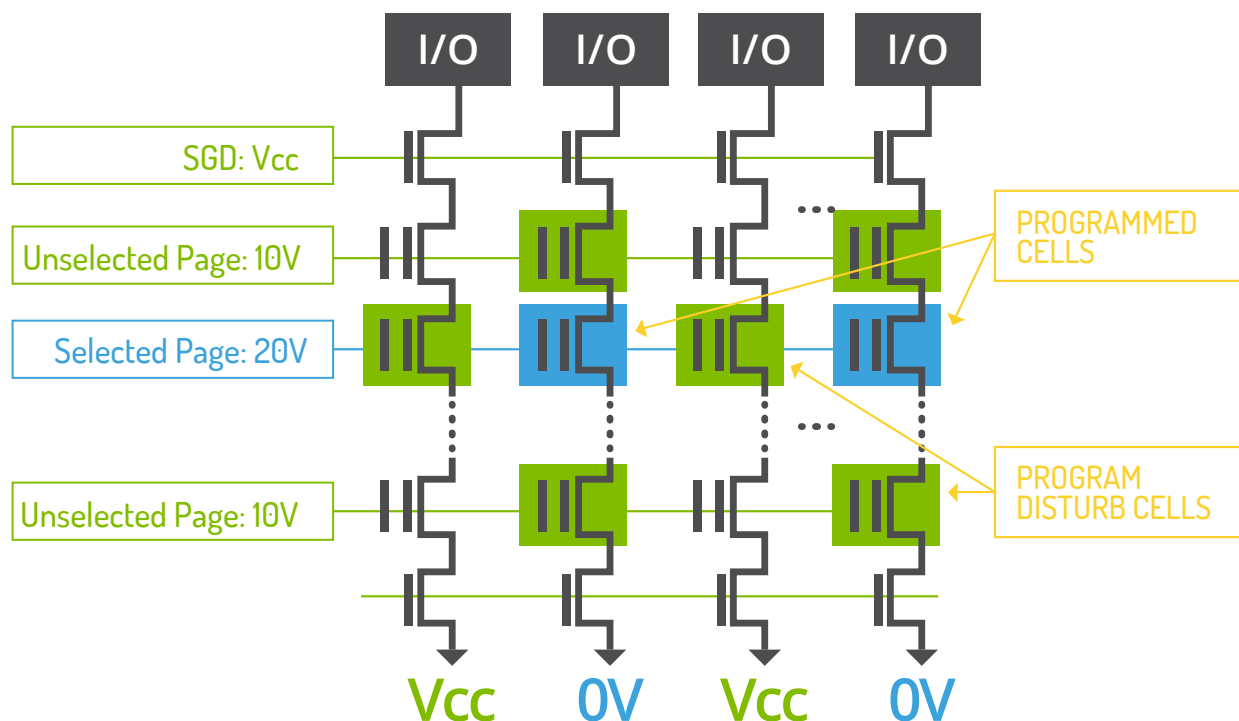 I/O
I/O
I/O
I/O
SGD: Vcc
...
Unselected Page: 10V
PROGRAMMED
CELLS
Selected Page: 20V
...
Unselected Page: 10V
PROGRAM
DISTURB CELLS
Vcc
0V
Vcc
0V